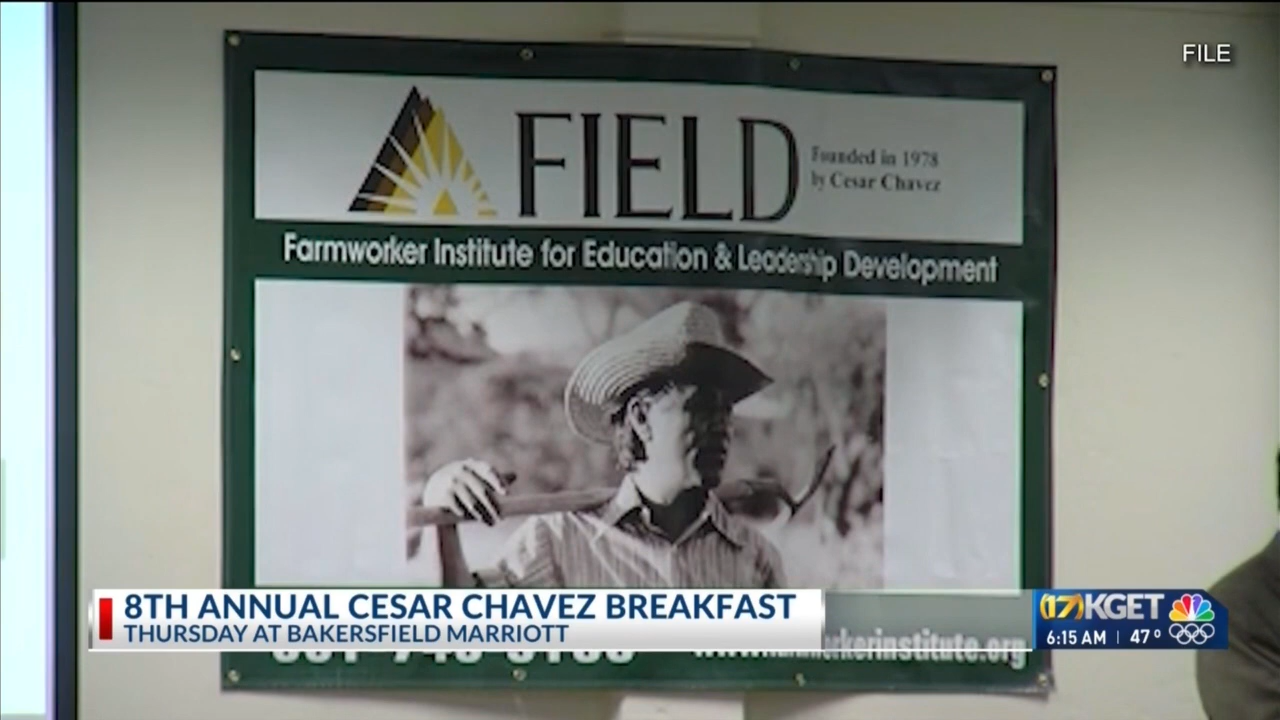 FILE
FIELD
Founded in 1978
by Cesar Chavez
Farmworker Institute for Education & Leadership Development
8TH ANNUAL CESAR CHAVEZ BREAKFAST
THURSDAY AT BAKERSFIELD MARRIOTT
17 KGET
6:15 AM | 47°